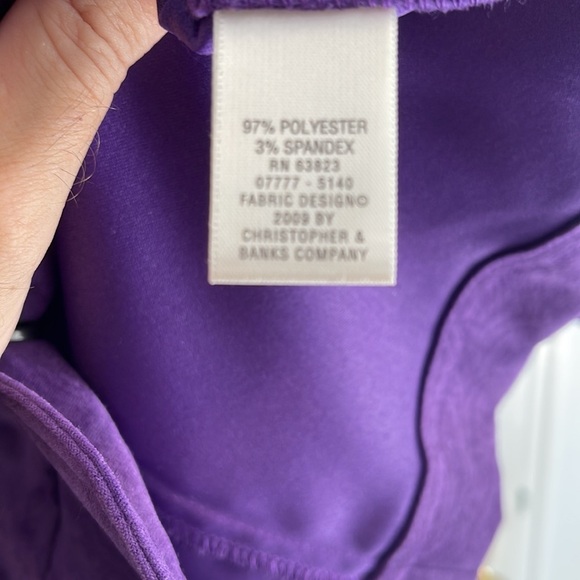 97% POLYESTER
3% SPANDEX
RN 63823
07777 - 5140
FABRIC DESIGN©
2009 BY
CHRISTOPHER &
BANKS COMPANY